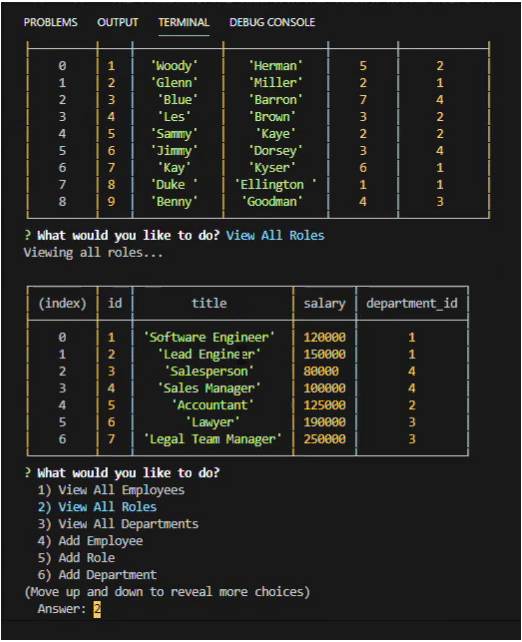 PROBLEMS OUTPUT TERMINAL DEBUG CONSOLE
0 1 'Woody' 'Herman' 5 2
1 2 'Glenn' 'Miller' 2 1
2 3 'Blue' 'Barron' 7 4
3 4 'Les' 'Brown' 3 2
4 5 'Sammy' 'Kaye' 2 2
5 6 'Jimmy' 'Dorsey' 3 4
6 7 'Kay' 'Kyser' 6 1
7 8 'Duke ' 'Ellington ' 1 1
8 9 'Benny' 'Goodman' 4 3
? What would you like to do? View All Roles
Viewing all roles...
(index) id title salary department_id
0 1 'Software Engineer' 120000 1
1 2 'Lead Engineer' 150000 1
2 3 'Salesperson' 80000 4
3 4 'Sales Manager' 100000 4
4 5 'Accountant' 125000 2
5 6 'Lawyer' 190000 3
6 7 'Legal Team Manager' 250000 3
? What would you like to do?
1) View All Employees
2) View All Roles
3) View All Departments
4) Add Employee
5) Add Role
6) Add Department
(Move up and down to reveal more choices)
Answer: 2